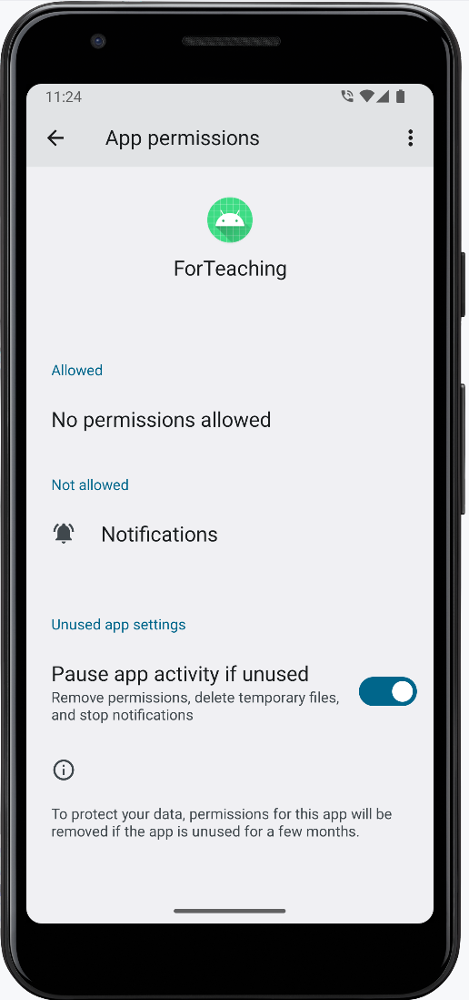 11:24
App permissions
ForTeaching
Allowed
No permissions allowed
Not allowed
Notifications
Unused app settings
Pause app activity if unused
Remove permissions, delete temporary files,
and stop notifications
To protect your data, permissions for this app will be
removed if the app is unused for a few months.